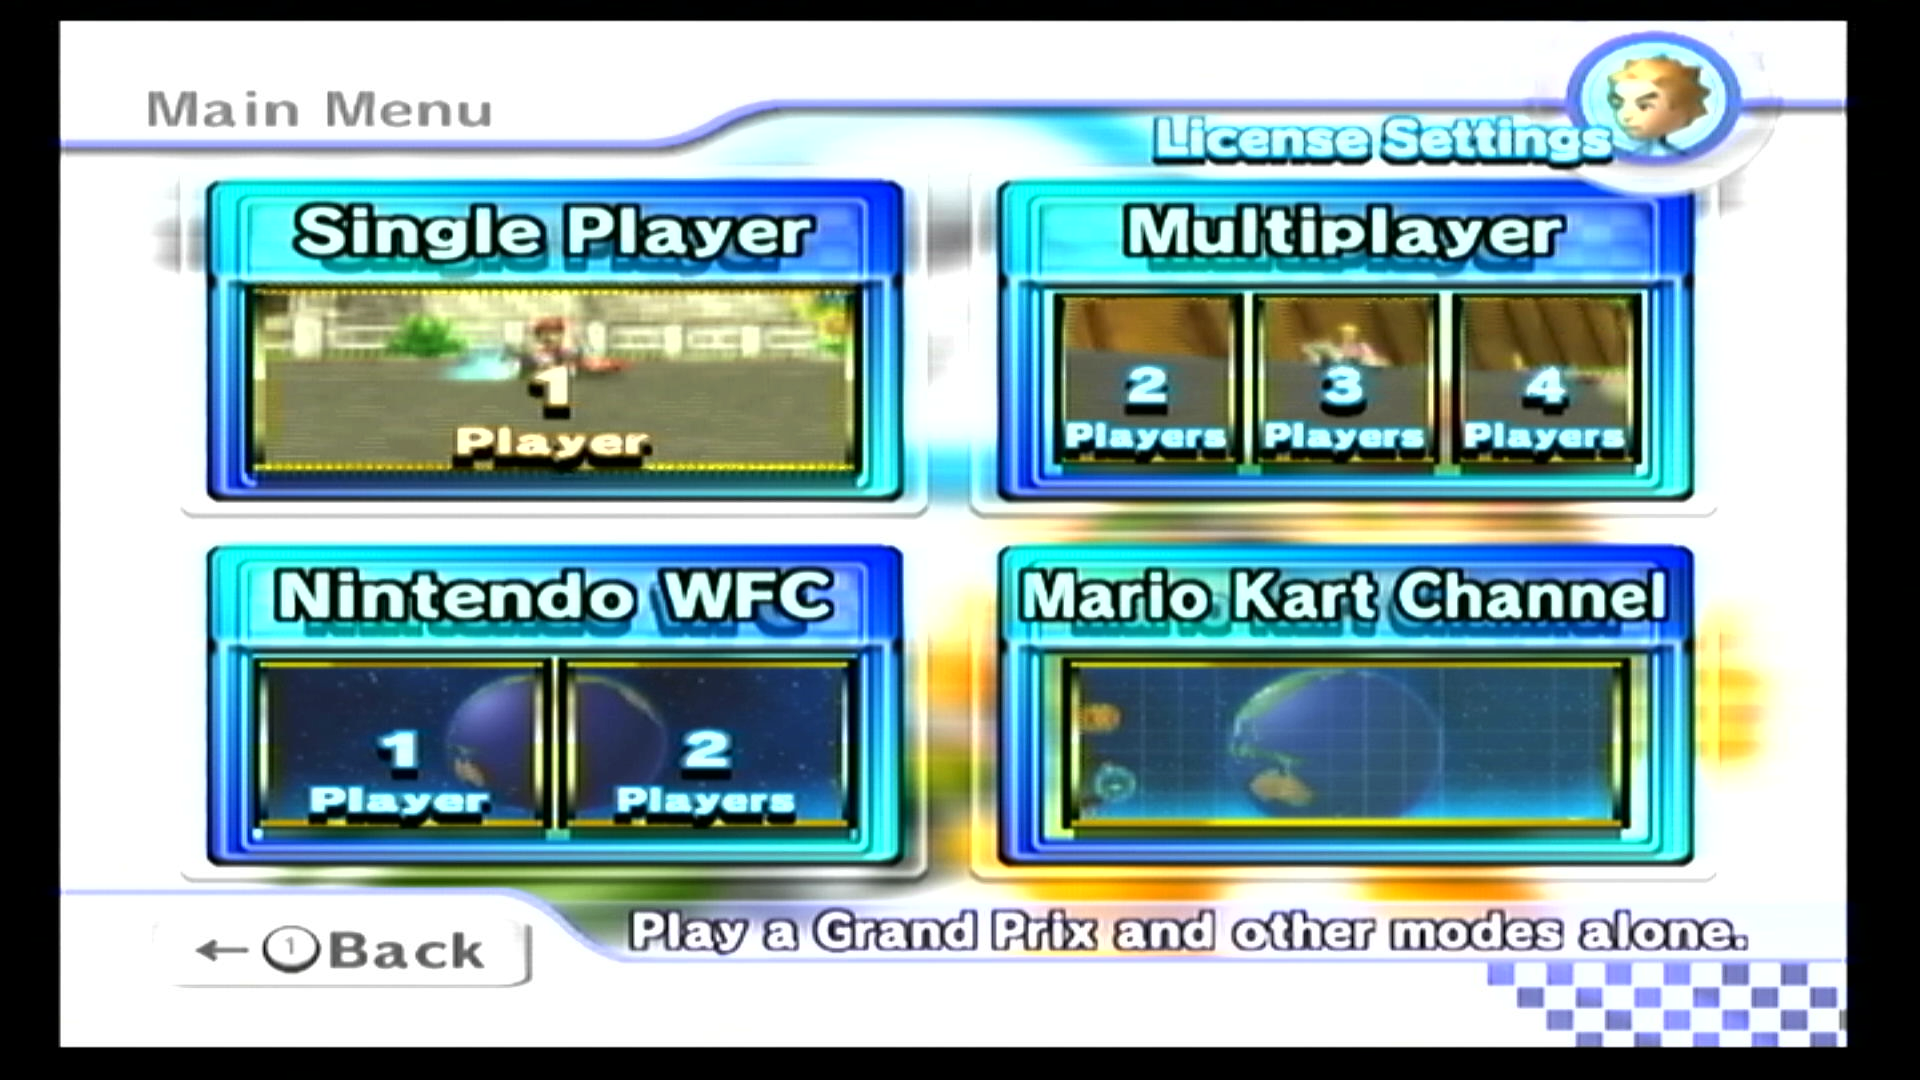 Main Menu
License Settings
Single Player
1
Player
Multiplayer
2
Players
3
Players
4
Players
Nintendo WFC
1
Player
2
Players
Mario Kart Channel
← 1 Back
Play a Grand Prix and other modes alone.